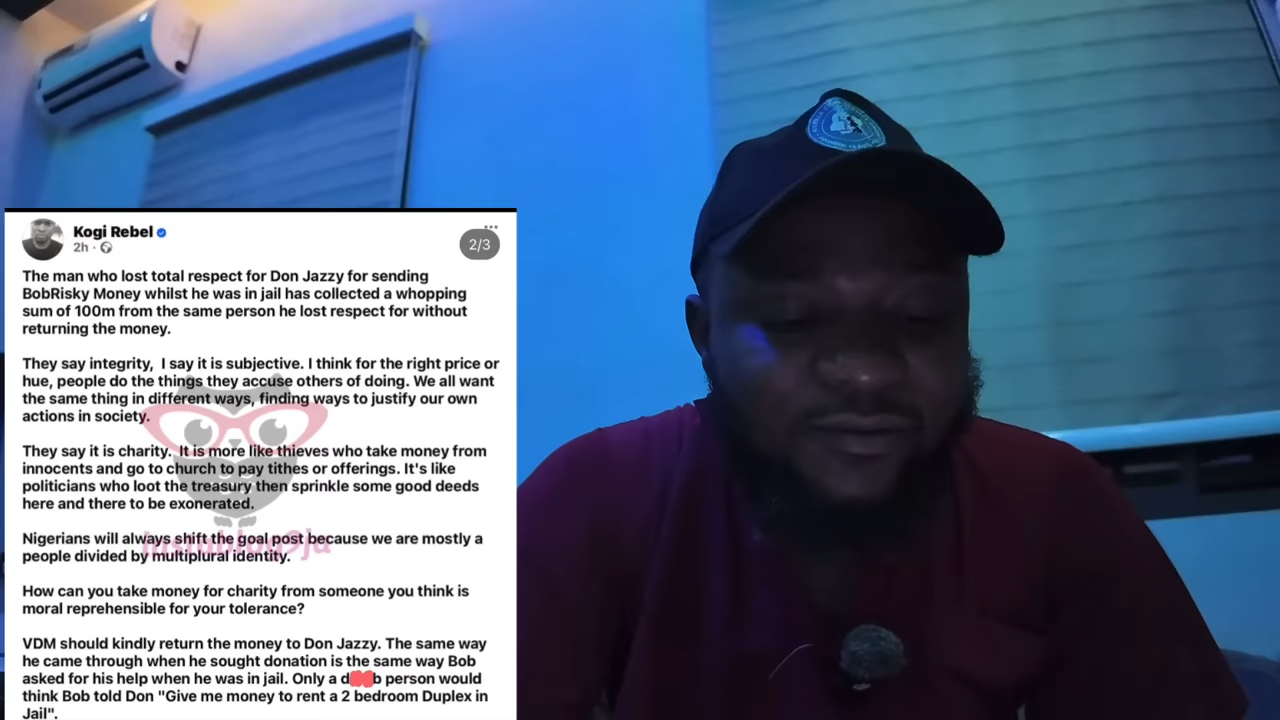 Kogi Rebel
2h
2/3
The man who lost total respect for Don Jazzy for sending
BobRisky Money whilst he was in jail has collected a whopping
sum of 100m from the same person he lost respect for without
returning the money.
They say integrity, I say it is subjective. I think for the right price or
hue, people do the things they accuse others of doing. We all want
the same thing in different ways, finding ways to justify our own
actions in society.
They say it is charity. It is more like thieves who take money from
innocents and go to church to pay tithes or offerings. It's like
politicians who loot the treasury then sprinkle some good deeds
here and there to be exonerated.
Nigerians will always shift the goal post because we are mostly a
people divided by multiplural identity.
instablog9ja
How can you take money for charity from someone you think is
moral reprehensible for your tolerance?
VDM should kindly return the money to Don Jazzy. The same way
he came through when he sought donation is the same way Bob
asked for his help when he was in jail. Only a d b person would
think Bob told Don "Give me money to rent a 2 bedroom Duplex in
Jail".